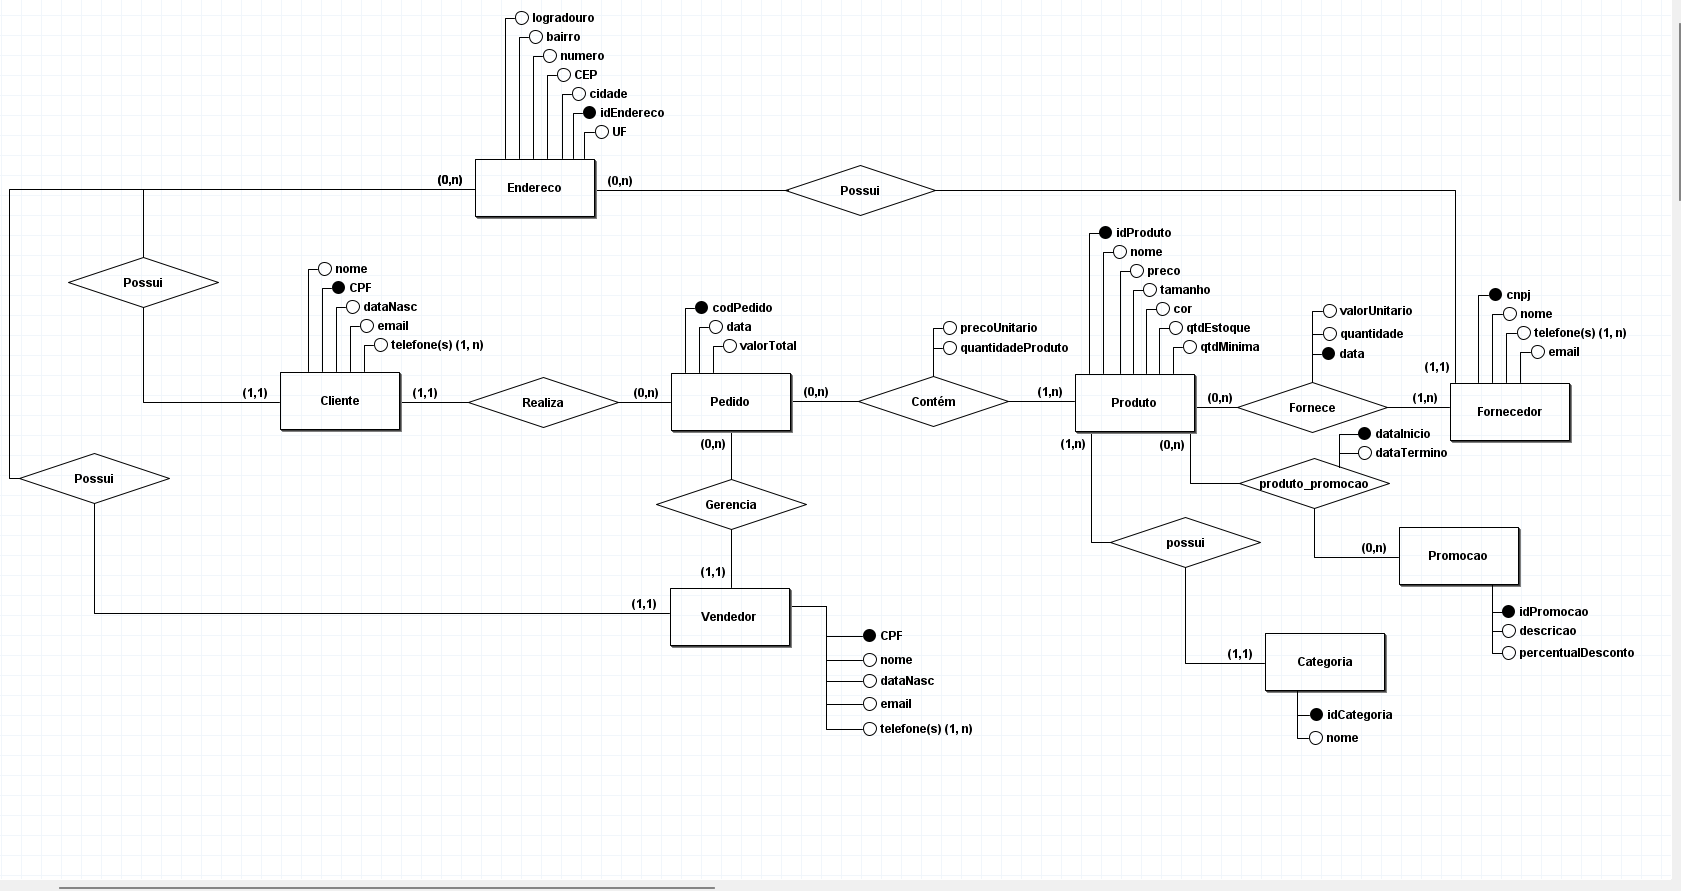 logradouro
bairro
numero
CEP
cidade
idEndereco
UF
(0,n)
Endereco
(0,n)
Possui
Possui
nome
CPF
dataNasc
email
telefone(s) (1, n)
(1,1)
Cliente
(1,1)
Realiza
(0,n)
codPedido
data
valorTotal
Pedido
(0,n)
precoUnitario
quantidadeProduto
Contém
(1,n)
idProduto
nome
preco
tamanho
cor
qtdEstoque
qtdMinima
Produto
(0,n)
valorUnitario
quantidade
data
Fornece
(1,n)
(1,1)
cnpj
nome
telefone(s) (1, n)
email
Fornecedor
(1,n)
(0,n)
dataInicio
dataTermino
produto_promocao
(0,n)
Promocao
idPromocao
descricao
percentualDesconto
possui
(1,1)
Categoria
idCategoria
nome
Possui
(0,n)
Gerencia
(1,1)
(1,1)
Vendedor
CPF
nome
dataNasc
email
telefone(s) (1, n)